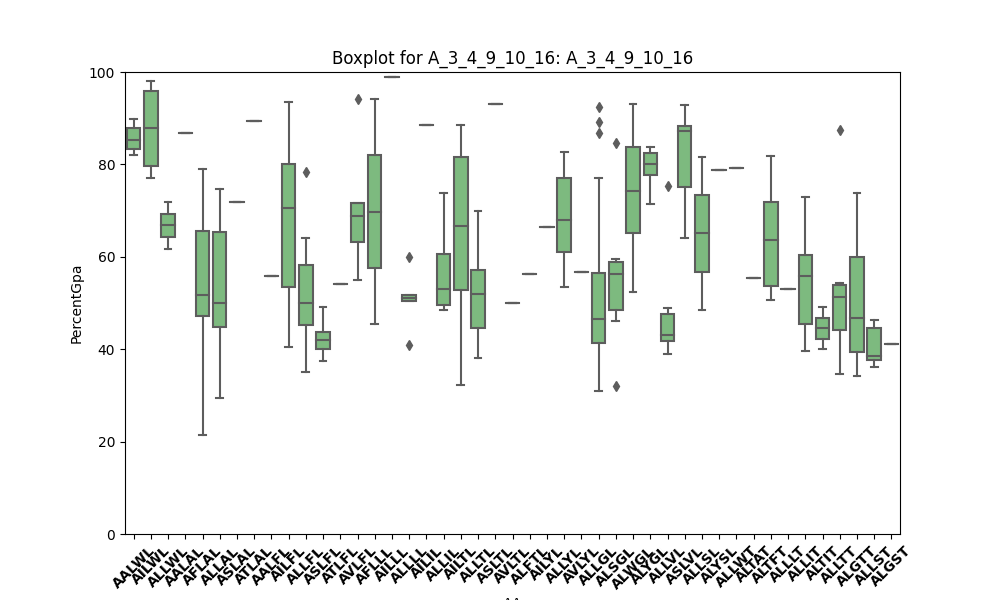 Boxplot for A_3_4_9_10_16: A_3_4_9_10_16
PercentGpa
100
80
60
40
20
0
AALWL
AILWL
ALLWL
AALAL
AFLAL
ALLAL
ASLAL
ATLAL
AALFL
AILFL
ALLFL
ASLFL
ATLFL
AVLFL
AFLLL
AILLL
ALLLL
AILIL
ALLIL
AILTL
ALLTL
ASLTL
AVLTL
ALFTL
AILYL
ALLYL
AVLYL
ALLGL
ALSGL
ALWGL
ALYGL
ALLVL
ASLVL
ALLSL
ALYSL
ALLWT
ALTAT
ALTFT
ALLLT
ALLIT
ALTIT
ALLTT
ALGTT
ALLST
ALGST